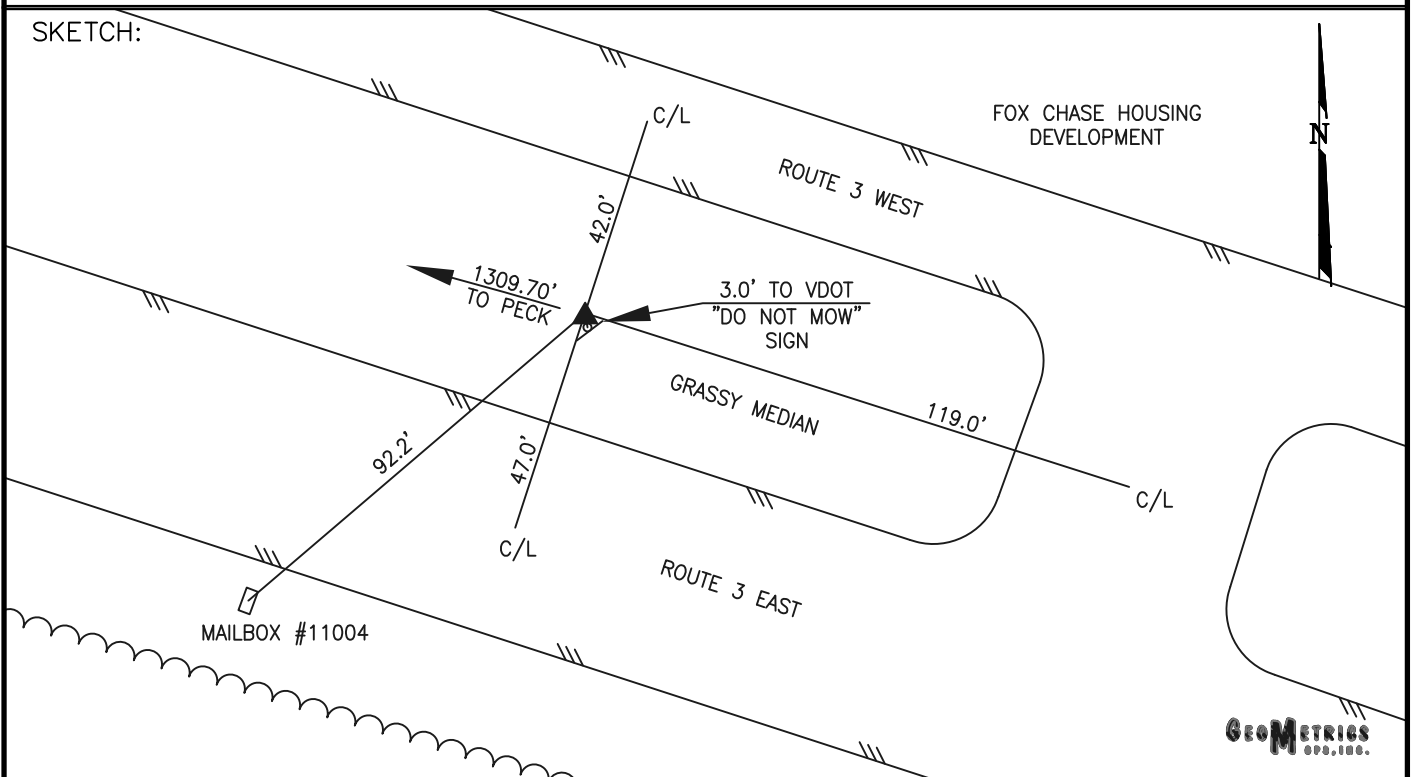 SKETCH:
C/L
FOX CHASE HOUSING
DEVELOPMENT
N
ROUTE 3 WEST
42.0'
1309.70'
TO PECK
3.0' TO VDOT
"DO NOT MOW"
SIGN
GRASSY MEDIAN
119.0'
92.2'
47.0'
C/L
C/L
ROUTE 3 EAST
MAILBOX #11004
GEOMETRICS
GPS, INC.